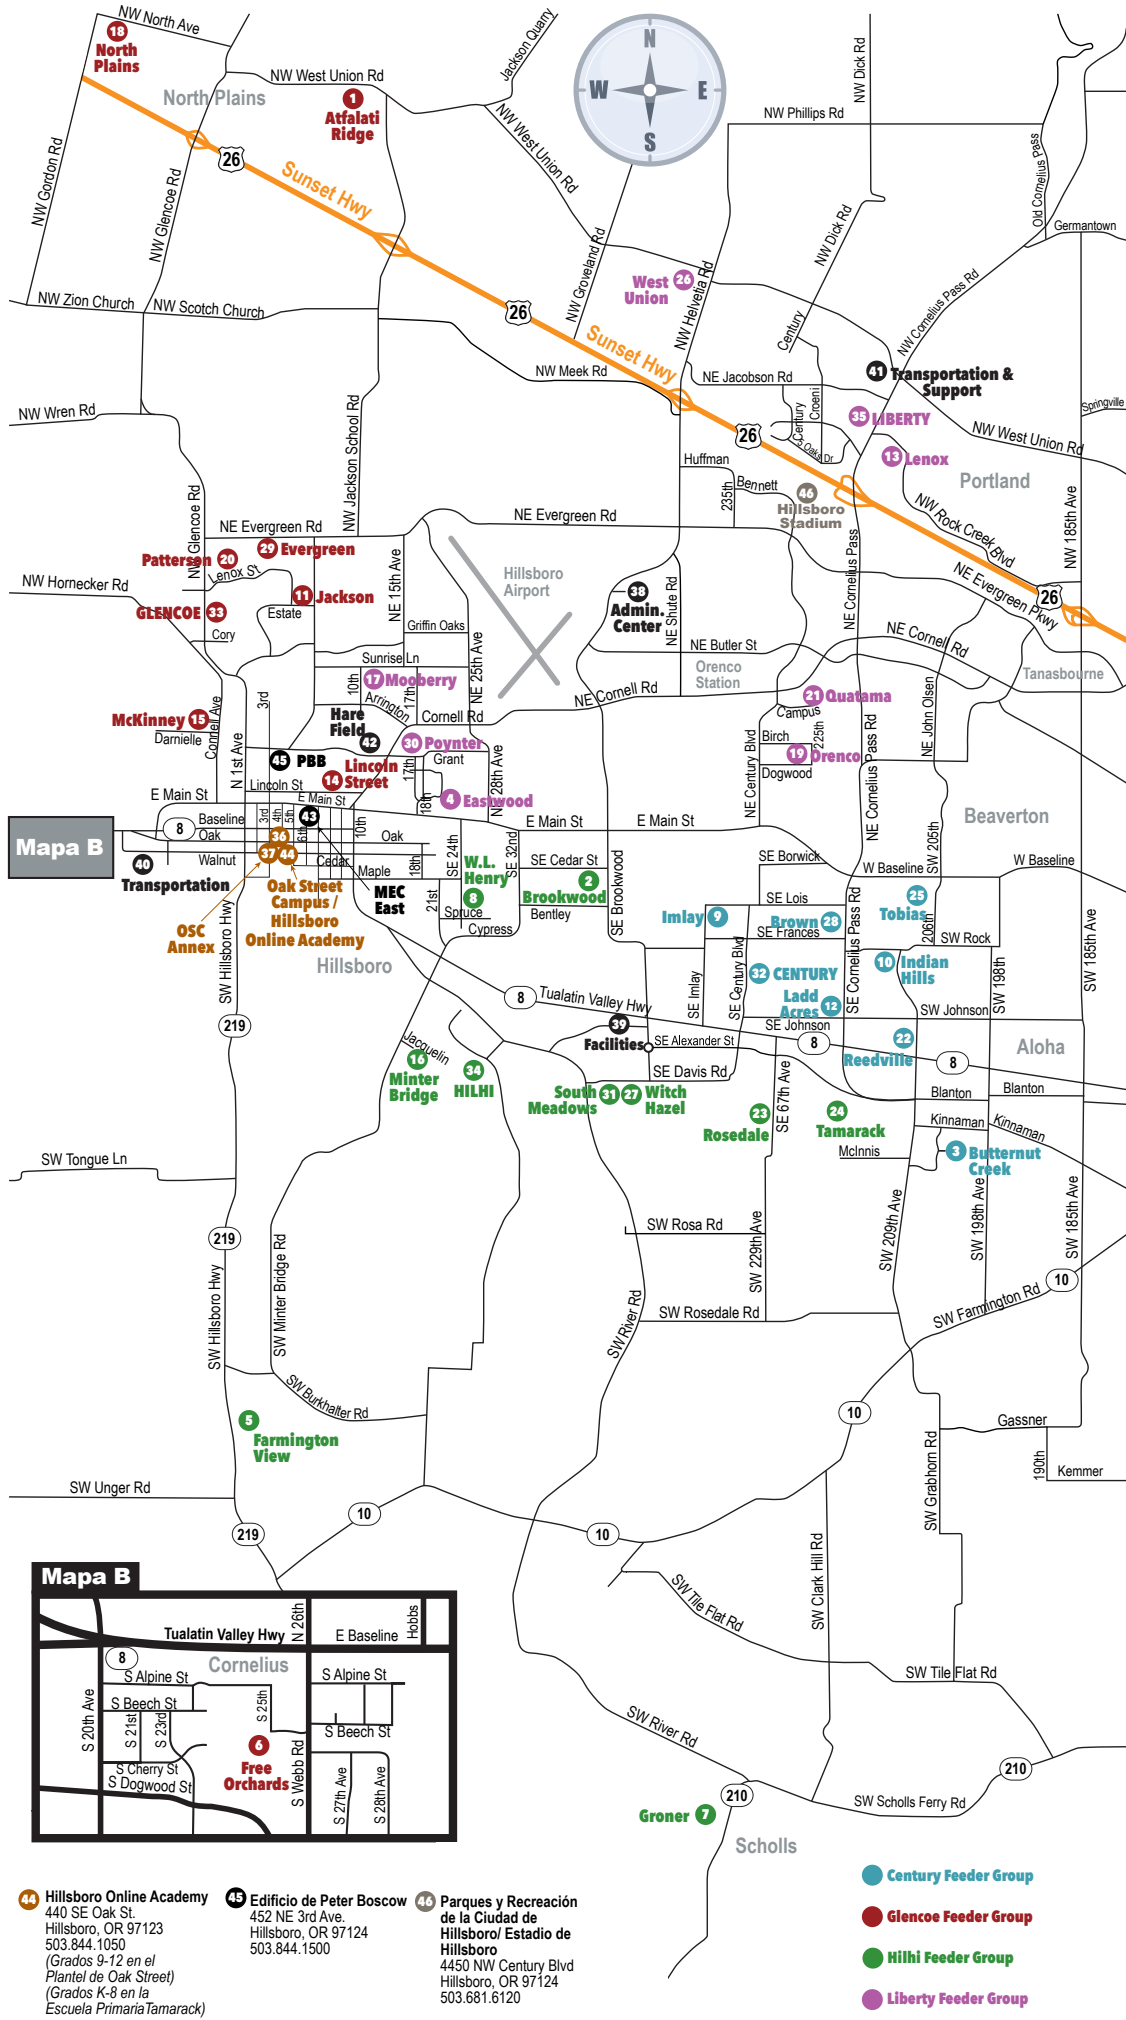 NW North Ave
18
North
Plains
NW West Union Rd
Jackson Quarry
North Plains
1
Atfalati
Ridge
N
W
E
S
NW Dick Rd
NW Phillips Rd
Old Cornelius Pass
NW Gordon Rd
26
NW Glencoe Rd
Sunset Hwy
NW West Union Rd
NW Groveland Rd
NW Dick Rd
Germantown
West
Union
26
NW Helvetia Rd
NW Zion Church
NW Scotch Church
26
Sunset Hwy
Century
NW Cornelius Pass Rd
NW Meek Rd
NE Jacobson Rd
41
Transportation &
Support
NW Wren Rd
NW Jackson School Rd
Century
Croeni
35
LIBERTY
Springville
26
5 Oaks Dr
NW West Union Rd
13
Lenox
Huffman
Portland
NW Glencoe Rd
235th
Bennett
46
Hillsboro
Stadium
NW Rock Creek Blvd
NW 185th Ave
NE Evergreen Rd
NE Evergreen Rd
29
Evergreen
Patterson
20
Lenox St
NW Hornecker Rd
NE 15th Ave
Hillsboro
Airport
NE Cornelius Pass
NE Evergreen Pkwy
26
11
Jackson
38
Admin.
Center
NE Shute Rd
GLENCOE
33
Estate
Cory
Griffin Oaks
NE 25th Ave
NE Butler St
NE Cornell Rd
Sunrise Ln
Orenco
Station
Tanasbourne
3rd
10th
17
Mooberry
17th
Arrington
NE Cornell Rd
21
Quatama
NE John Olsen
McKinney
15
Darnielle
Connell Ave
Hare
Field
42
Cornell Rd
Campus
225th
30
Poynter
Birch
N 1st Ave
45
PBB
Grant
NE 28th Ave
NE Century Blvd
19
Orenco
NE Cornelius Pass Rd
14
Lincoln
Street
17th
Dogwood
Lincoln St
E Main St
E Main St
18th
4
Eastwood
Beaverton
Baseline
3rd
4th
5th
43
10th
E Main St
E Main St
Mapa B
8
Oak
36
6th
Oak
SW 205th
37
44
SE 24th
SE 32nd
SE Brookwood
SE Borwick
40
Transportation
Walnut
Cedar
Maple
18th
W.L.
Henry
8
SE Cedar St
W Baseline
W Baseline
Oak Street
Campus /
Hillsboro
Online Academy
MEC
East
21st
2
Brookwood
SE Lois
25
Tobias
OSC
Annex
Spruce
Cypress
Bentley
Imlay
9
Brown
28
SE Frances
206th
SW Rock
SW 185th Ave
Hillsboro
SW Hillsboro Hwy
SE Cornelius Pass Rd
10
Indian
Hills
SW 198th
SE Imlay
SE Century Blvd
32
CENTURY
8
Tualatin Valley Hwy
Ladd
Acres
12
SW Johnson
219
39
Facilities
SE Johnson
SE Alexander St
8
22
Reedville
8
Aloha
Jacquelin
16
Minter
Bridge
34
HILHI
SE Davis Rd
South
Meadows
31
27
Witch
Hazel
SE 67th Ave
Blanton
Blanton
23
Rosedale
24
Tamarack
Kinnaman
Kinnaman
SW Tongue Ln
McInnis
3
Butternut
Creek
SW 198th Ave
SW 185th Ave
219
SW Minter Bridge Rd
SW Rosa Rd
SW 229th Ave
SW 209th Ave
10
SW Hillsboro Hwy
SW River Rd
SW Rosedale Rd
SW Farmington Rd
SW Burkhalter Rd
5
Farmington
View
10
Gassner
SW Grabhorn Rd
190th
Kemmer
SW Unger Rd
219
10
10
SW Clark Hill Rd
Mapa B
SW Tile Flat Rd
Tualatin Valley Hwy
N 26th
E Baseline
Hobbs
8
Cornelius
S Alpine St
S Alpine St
SW Tile Flat Rd
S 20th Ave
S Beech St
S 25th
S 21st
S 23rd
S Beech St
SW River Rd
6
Free
Orchards
S Webb Rd
S Cherry St
S Dogwood St
S 27th Ave
S 28th Ave
210
210
Groner
7
SW Scholls Ferry Rd
Scholls
44
Hillsboro Online Academy
440 SE Oak St.
Hillsboro, OR 97123
503.844.1050
(Grados 9-12 en el
Plantel de Oak Street)
(Grados K-8 en la
Escuela PrimariaTamarack)
45
Edificio de Peter Boscow
452 NE 3rd Ave.
Hillsboro, OR 97124
503.844.1500
46
Parques y Recreación
de la Ciudad de
Hillsboro/ Estadio de
Hillsboro
4450 NW Century Blvd
Hillsboro, OR 97124
503.681.6120
Century Feeder Group
Glencoe Feeder Group
Hilhi Feeder Group
Liberty Feeder Group